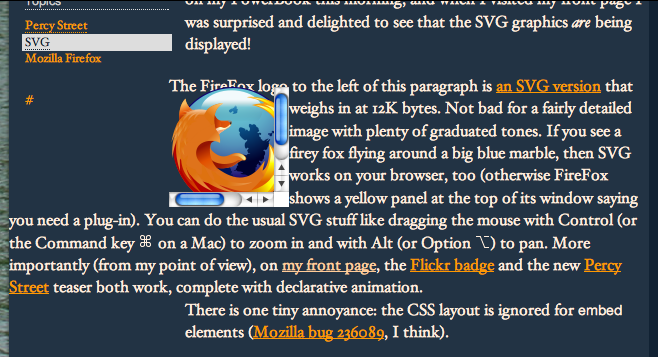 Topics
Percy Street
SVG
Mozilla Firefox
#
on my PowerBook this morning, and when I visited my front page I
was surprised and delighted to see that the SVG graphics are being
displayed!
The FireFox logo to the left of this paragraph is an SVG version that
weighs in at 12K bytes. Not bad for a fairly detailed
image with plenty of graduated tones. If you see a
firey fox flying around a big blue marble, then SVG
works on your browser, too (otherwise FireFox
shows a yellow panel at the top of its window saying
you need a plug-in). You can do the usual SVG stuff like dragging the mouse with Control (or
the Command key ⌘ on a Mac) to zoom in and with Alt (or Option ⌥) to pan. More
importantly (from my point of view), on my front page, the Flickr badge and the new Percy
Street teaser both work, complete with declarative animation.
There is one tiny annoyance: the CSS layout is ignored for embed
elements (Mozilla bug 236089, I think).